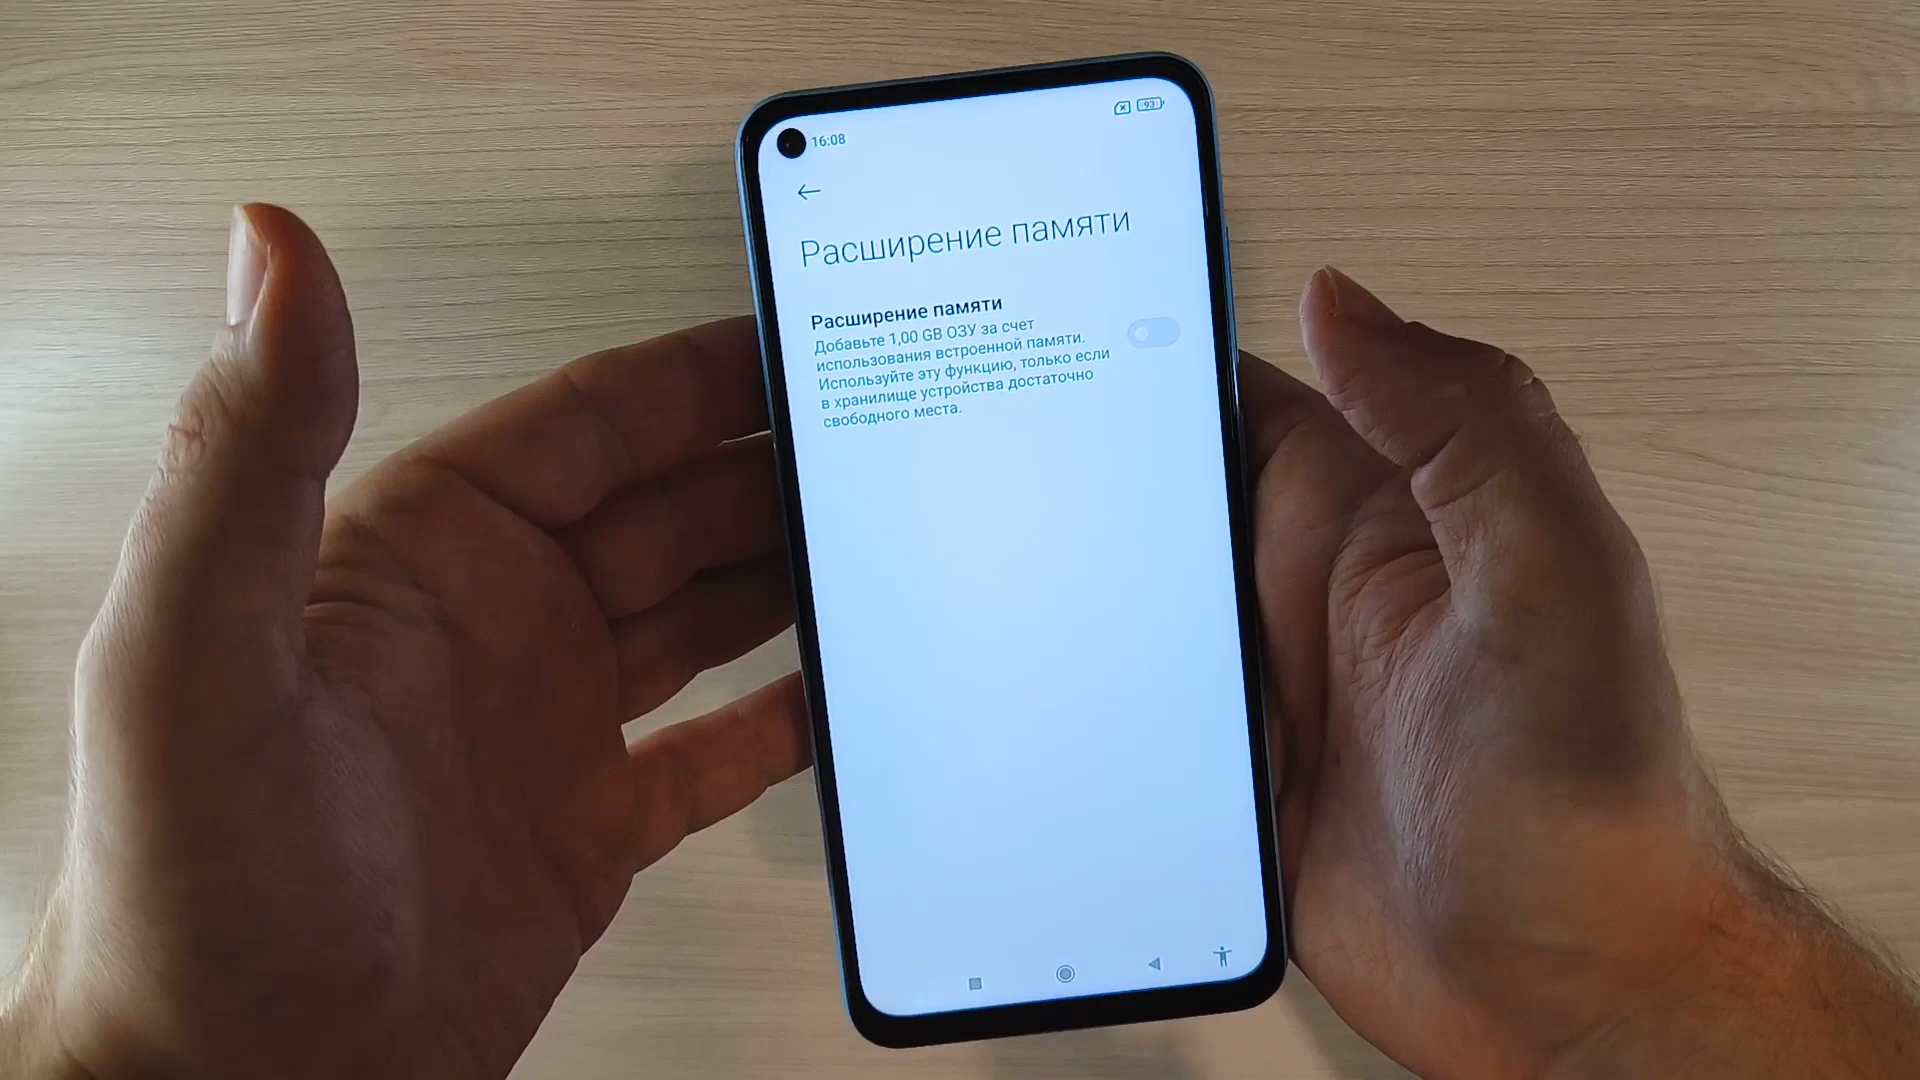 16:08
93
Расширение памяти
Расширение памяти
Добавьте 1,00 GB ОЗУ за счет
использования встроенной памяти.
Используйте эту функцию, только если
в хранилище устройства достаточно
свободного места.